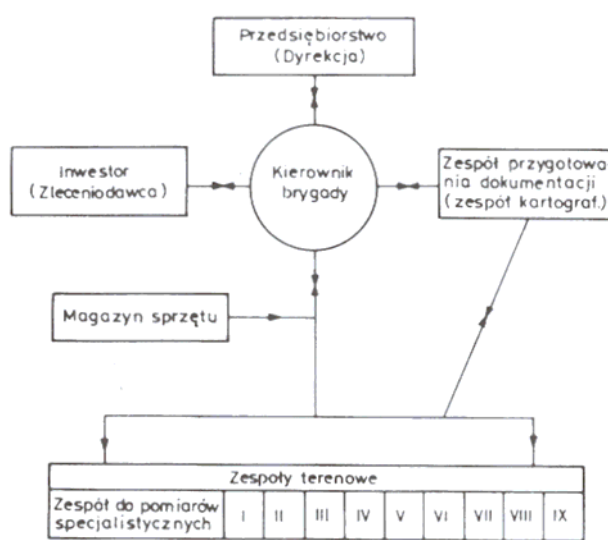 Przedsiębiorstwo
(Dyrekcja)
Inwestor
(Zleceniodawca)
Kierownik
brygady
Zespół przygotowa-
nia dokumentacji
(zespół kartograf.)
Magazyn sprzętu
Zespoły terenowe
Zespół do pomiarów
specjalistycznych
I II III IV V VI VII VIII IX